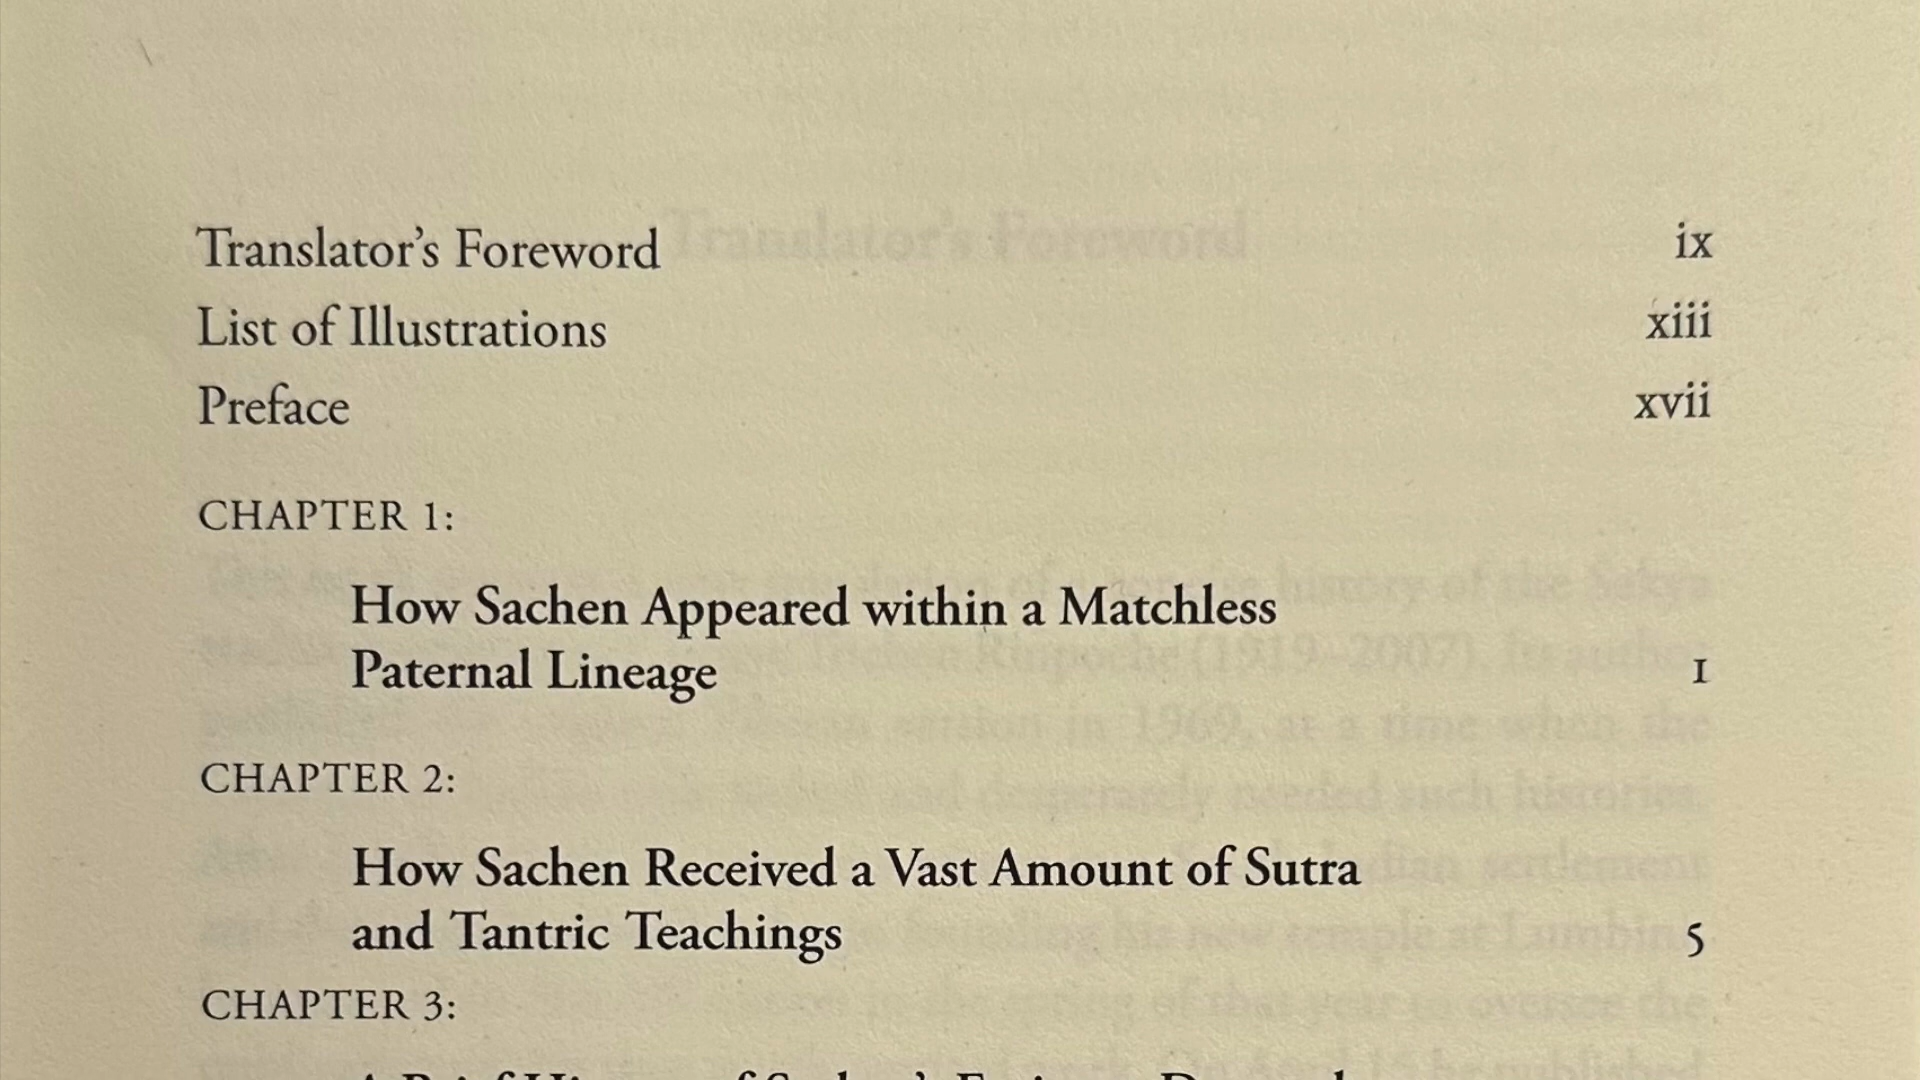 Translator's Foreword ix
List of Illustrations xiii
Preface xvii
CHAPTER 1:
How Sachen Appeared within a Matchless
Paternal Lineage 1
CHAPTER 2:
How Sachen Received a Vast Amount of Sutra
and Tantric Teachings 5
CHAPTER 3: